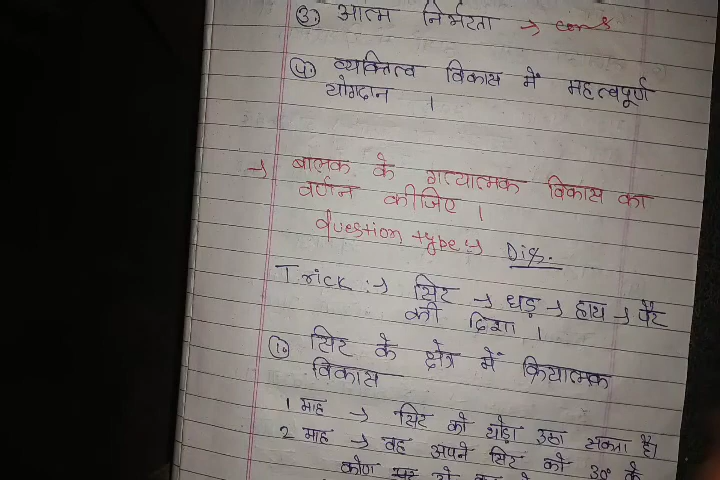 ③ आत्म निर्भरता →
④ व्यक्तित्व विकास में महत्वपूर्ण
योगदान ।
→ बालक के गत्यात्मक विकास का
वर्णन कीजिए ।
Question type :→ Dis.
Trick :→ सिर → धड़ → हाथ → पैर
की दिशा ।
① सिर के क्षेत्र में क्रियात्मक
विकास
1 माह → सिर को थोड़ा उठा सकता है।
2 माह → वह अपने सिर को 30° के
कोण